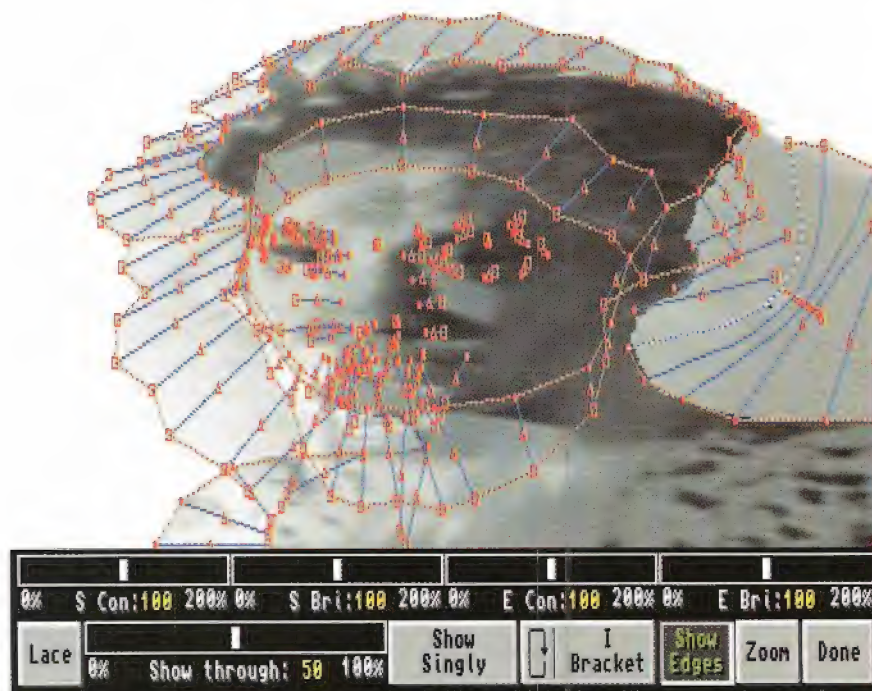 0% S Con:100 200% 0% S Bri:100 200% 0% E Con:100 200% 0% E Bri:100 200%
Lace
0% Show through: 50 100%
Show
Singly
I
Bracket
Show
Edges
Zoom
Done